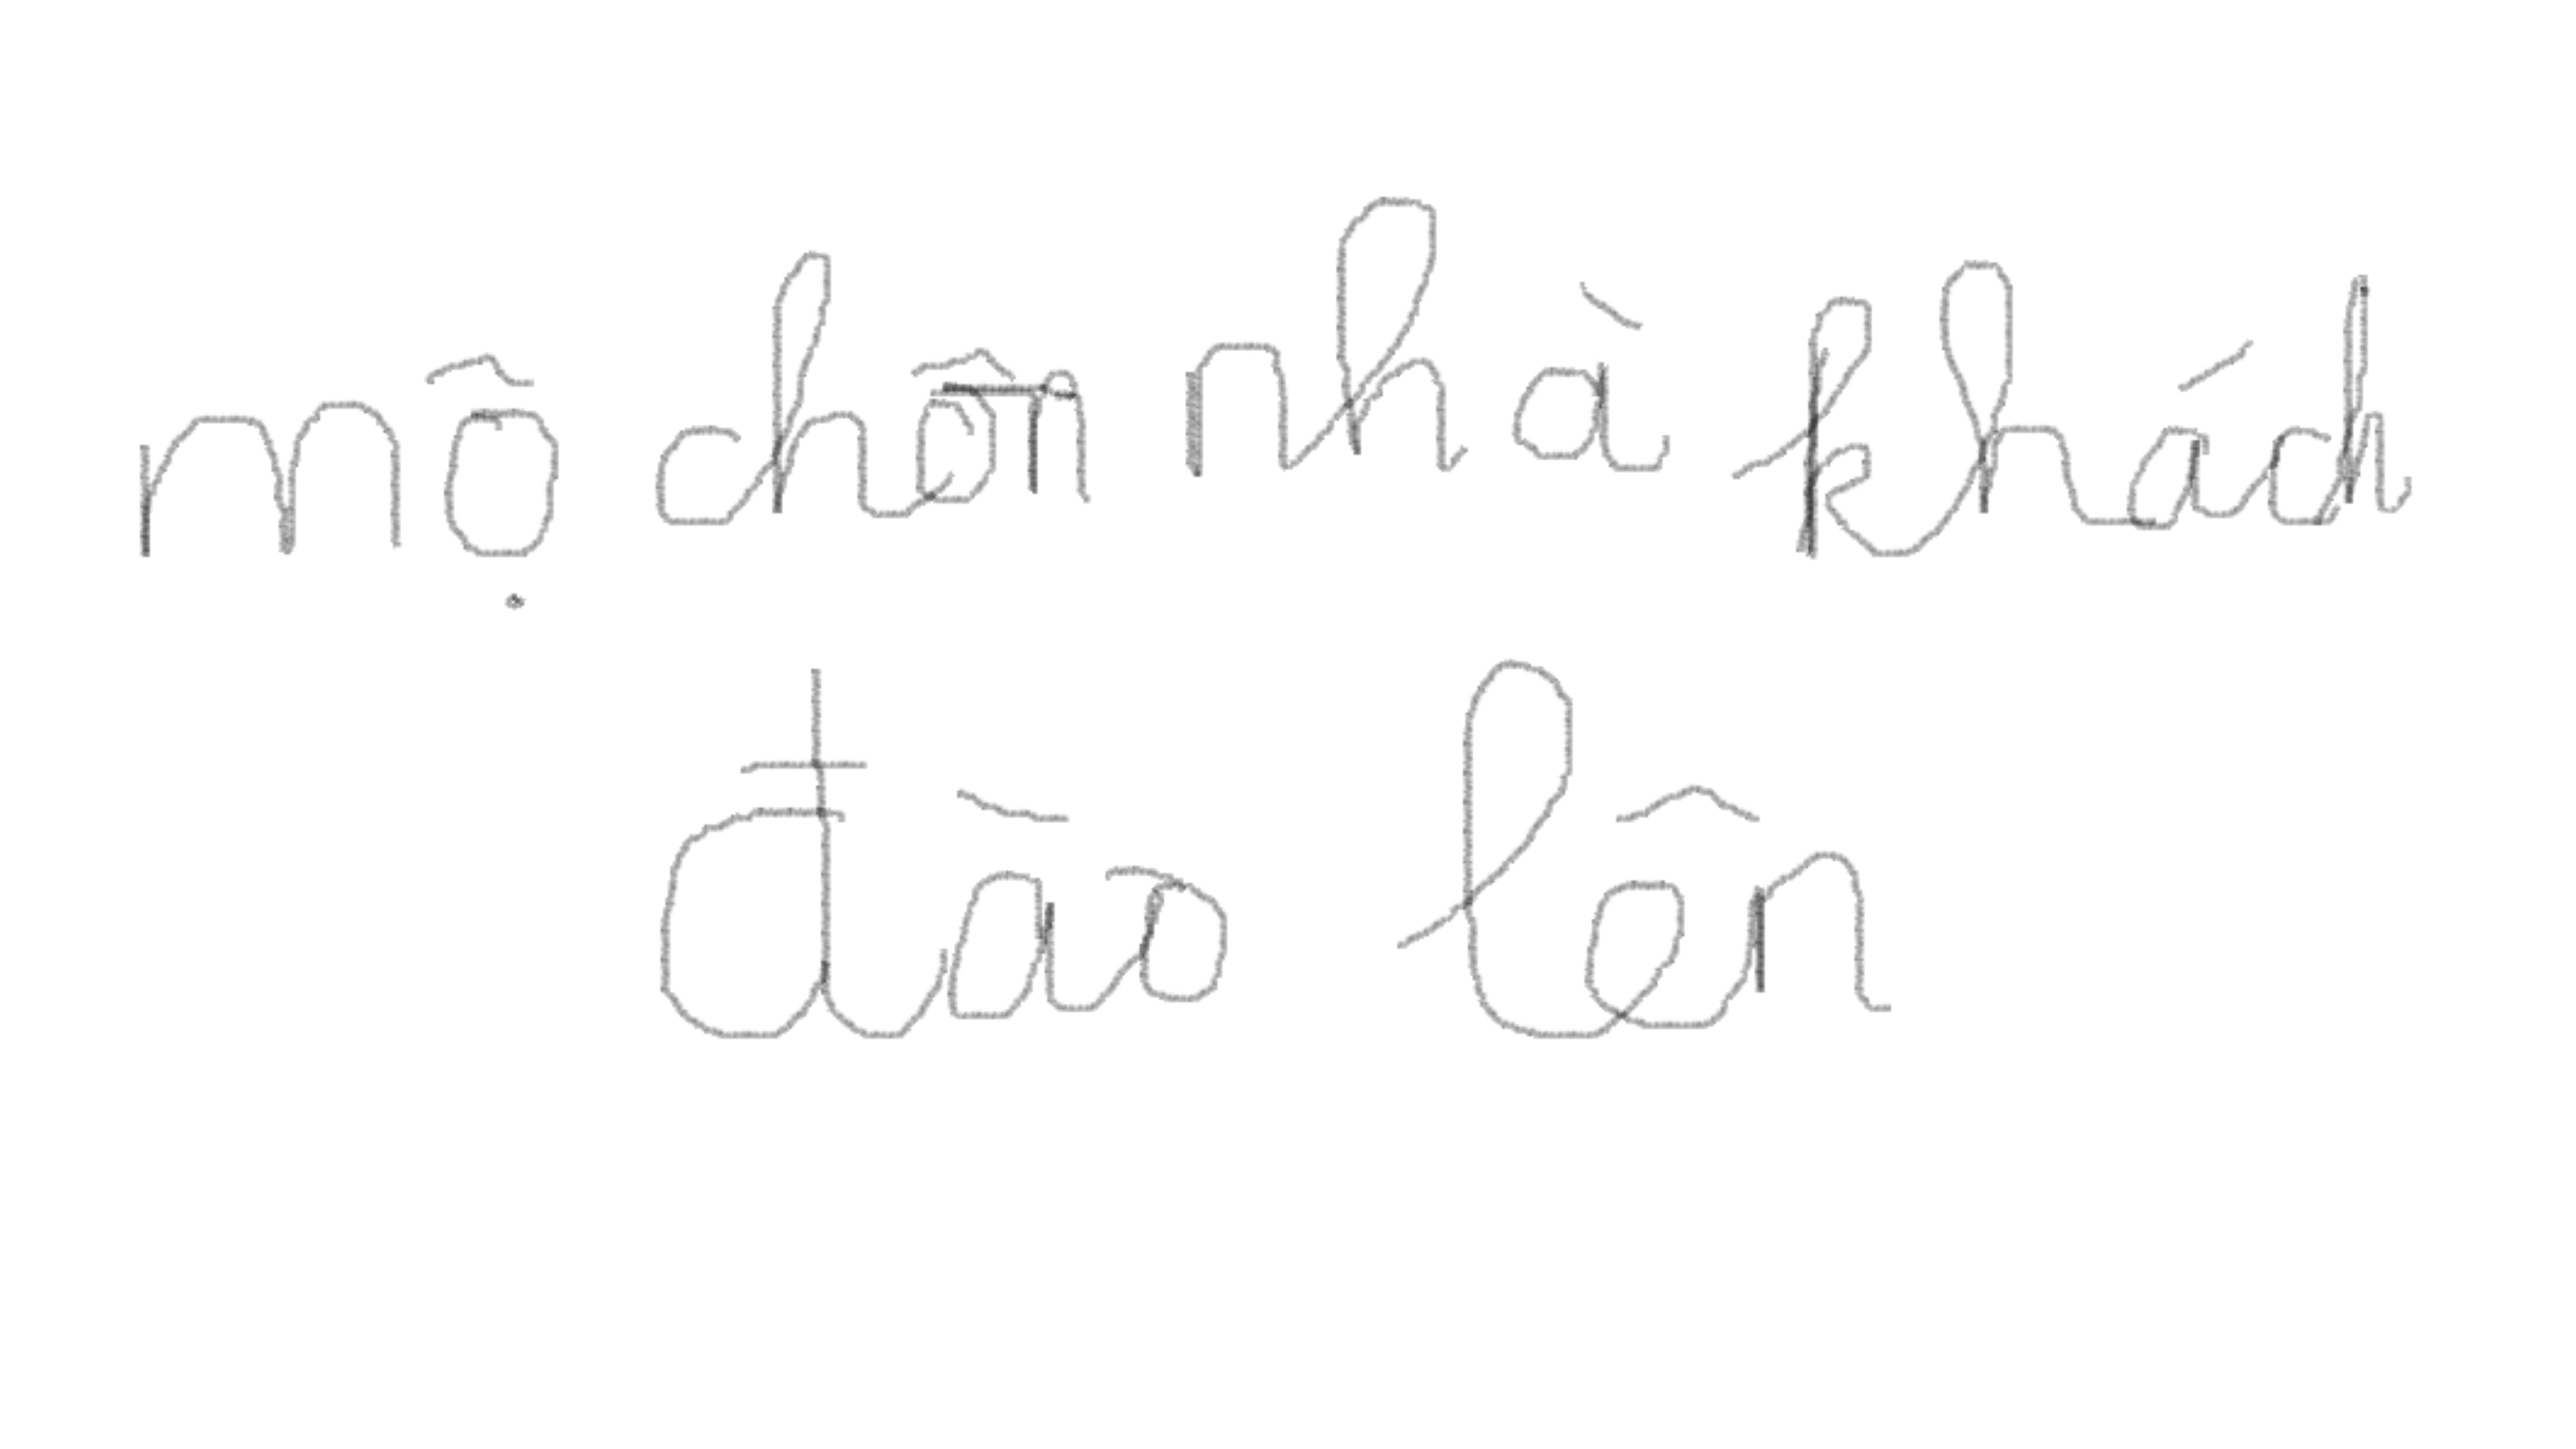 mộ chôn nhà khách
đào lên